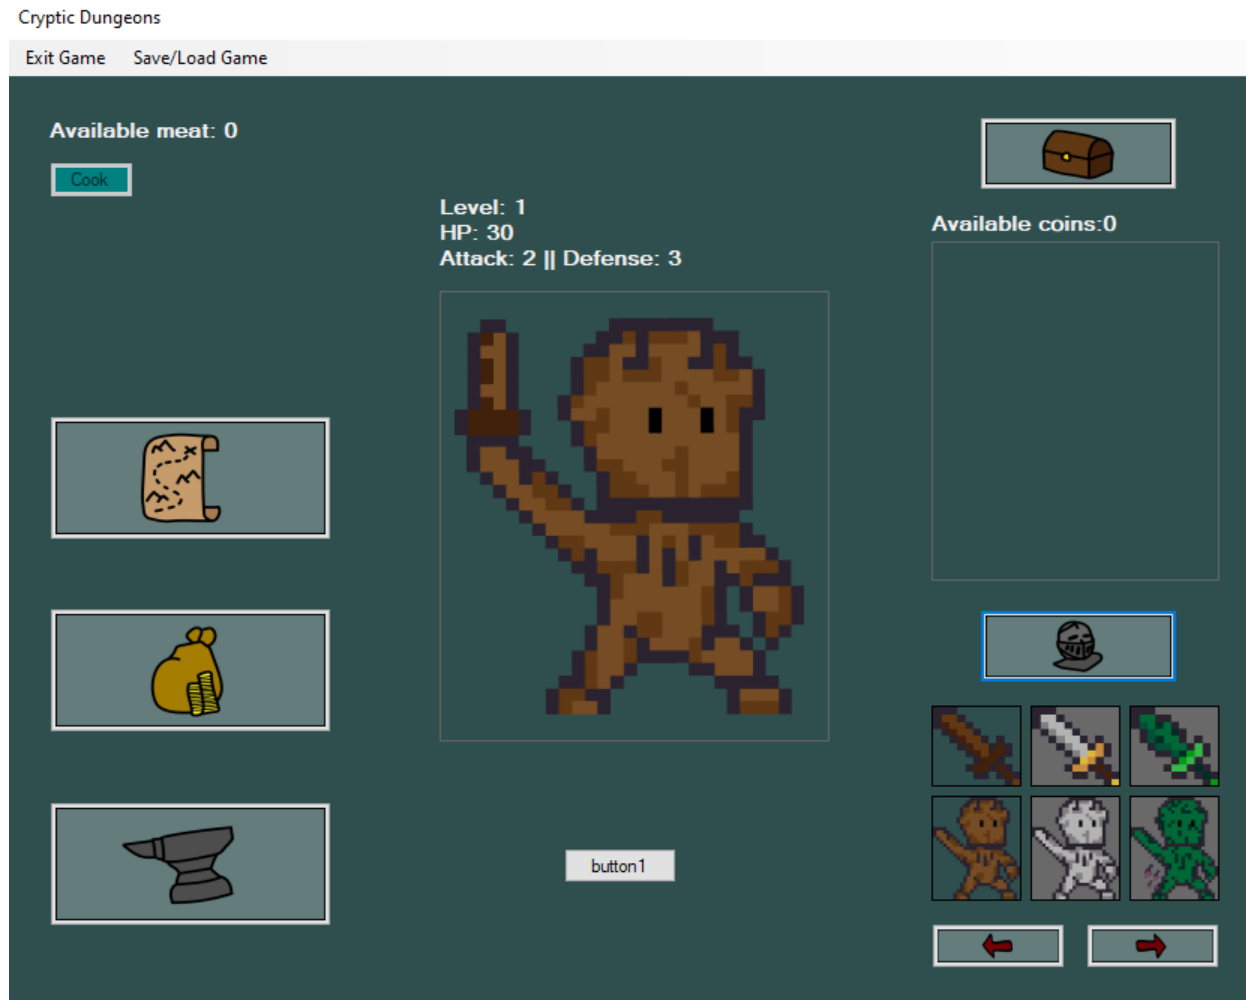 Cryptic Dungeons
Exit Game Save/Load Game
Available meat: 0
Cook
Level: 1
HP: 30
Attack: 2 || Defense: 3
Available coins:0
button1